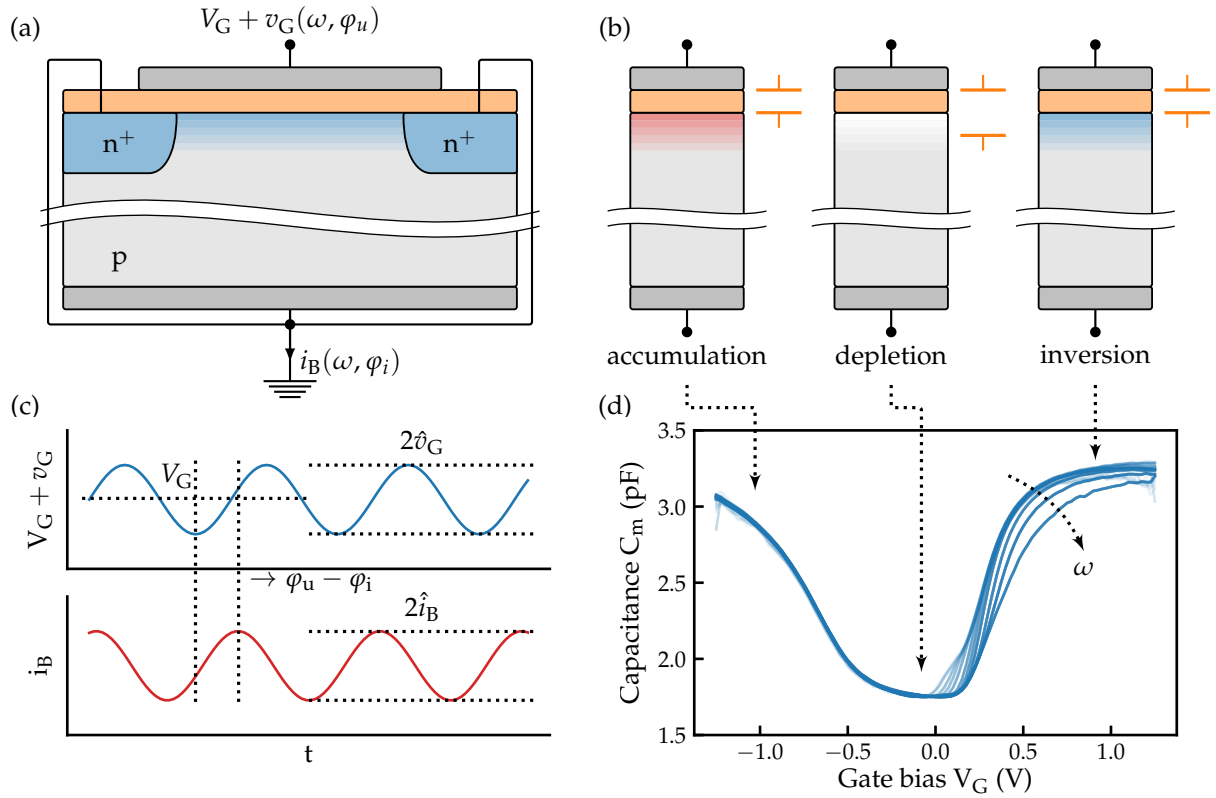 (a)
V_G + v_G(ω, φ_u)
n⁺
n⁺
p
i_B(ω, φ_i)
(b)
accumulation
depletion
inversion
(c)
V_G + v_G
V_G
2v̂_G
→ φ_u − φ_i
i_B
2î_B
t
(d)
Capacitance C_m (pF)
3.5
3.0
2.5
2.0
1.5
ω
−1.0
−0.5
0.0
0.5
1.0
Gate bias V_G (V)